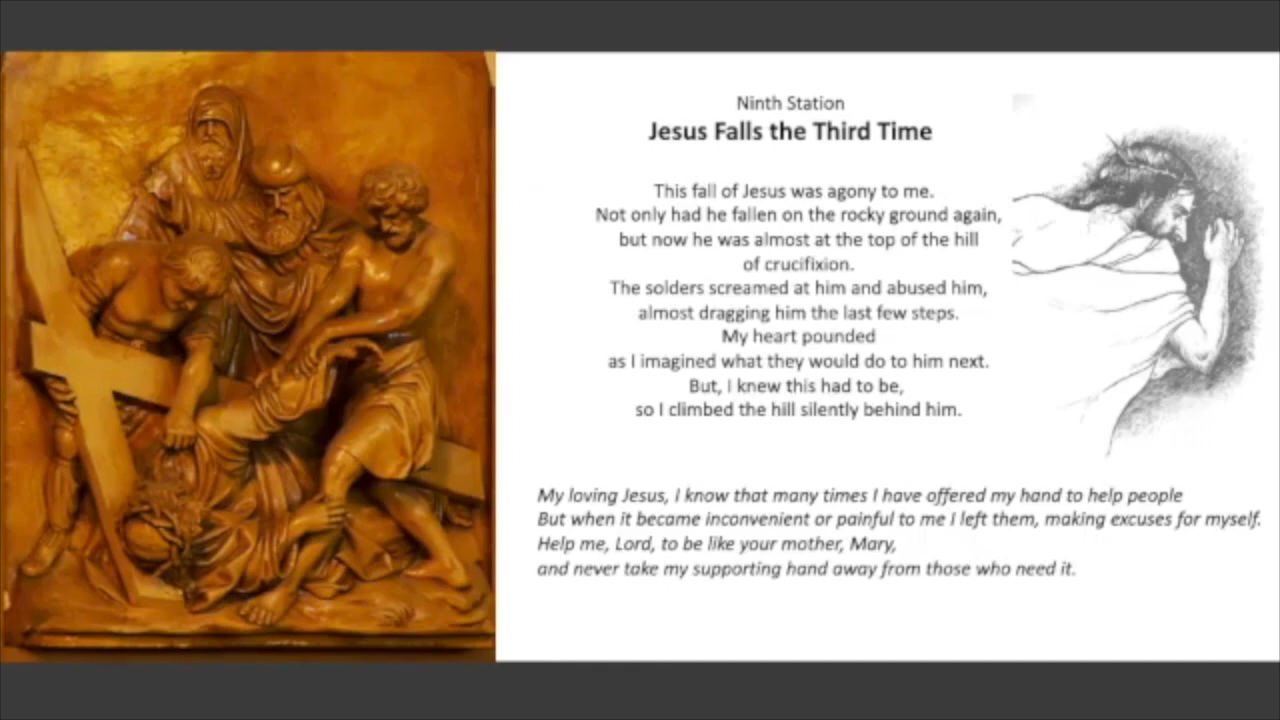 Ninth Station
Jesus Falls the Third Time
This fall of Jesus was agony to me.
Not only had he fallen on the rocky ground again,
but now he was almost at the top of the hill
of crucifixion.
The solders screamed at him and abused him,
almost dragging him the last few steps.
My heart pounded
as I imagined what they would do to him next.
But, I knew this had to be,
so I climbed the hill silently behind him.
My loving Jesus, I know that many times I have offered my hand to help people
But when it became inconvenient or painful to me I left them, making excuses for myself.
Help me, Lord, to be like your mother, Mary,
and never take my supporting hand away from those who need it.